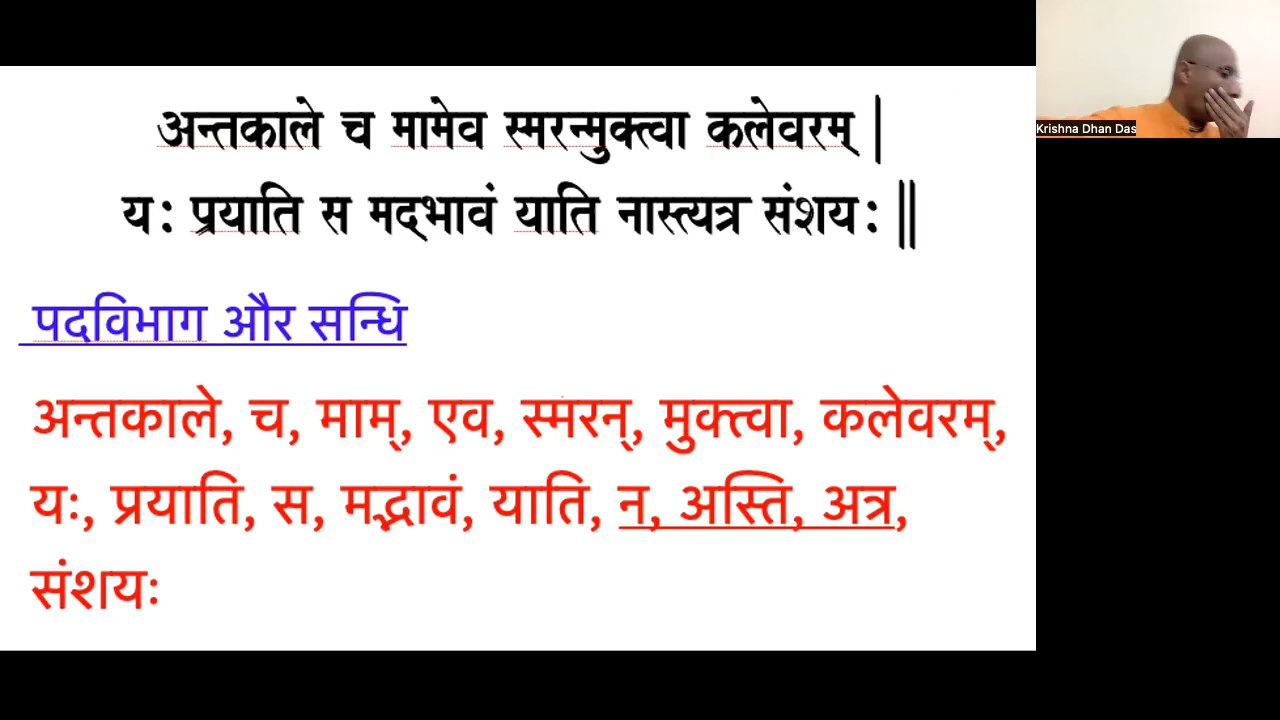 अन्तकाले च मामेव स्मरन्मुक्त्वा कलेवरम् |
यः प्रयाति स मद्भावं याति नास्त्यत्र संशयः ||
Krishna Dhan Das
पदविभाग और सन्धि
अन्तकाले, च, माम्, एव, स्मरन्, मुक्त्वा, कलेवरम्,
यः, प्रयाति, स, मद्भावं, याति, न, अस्ति, अत्र,
संशयः